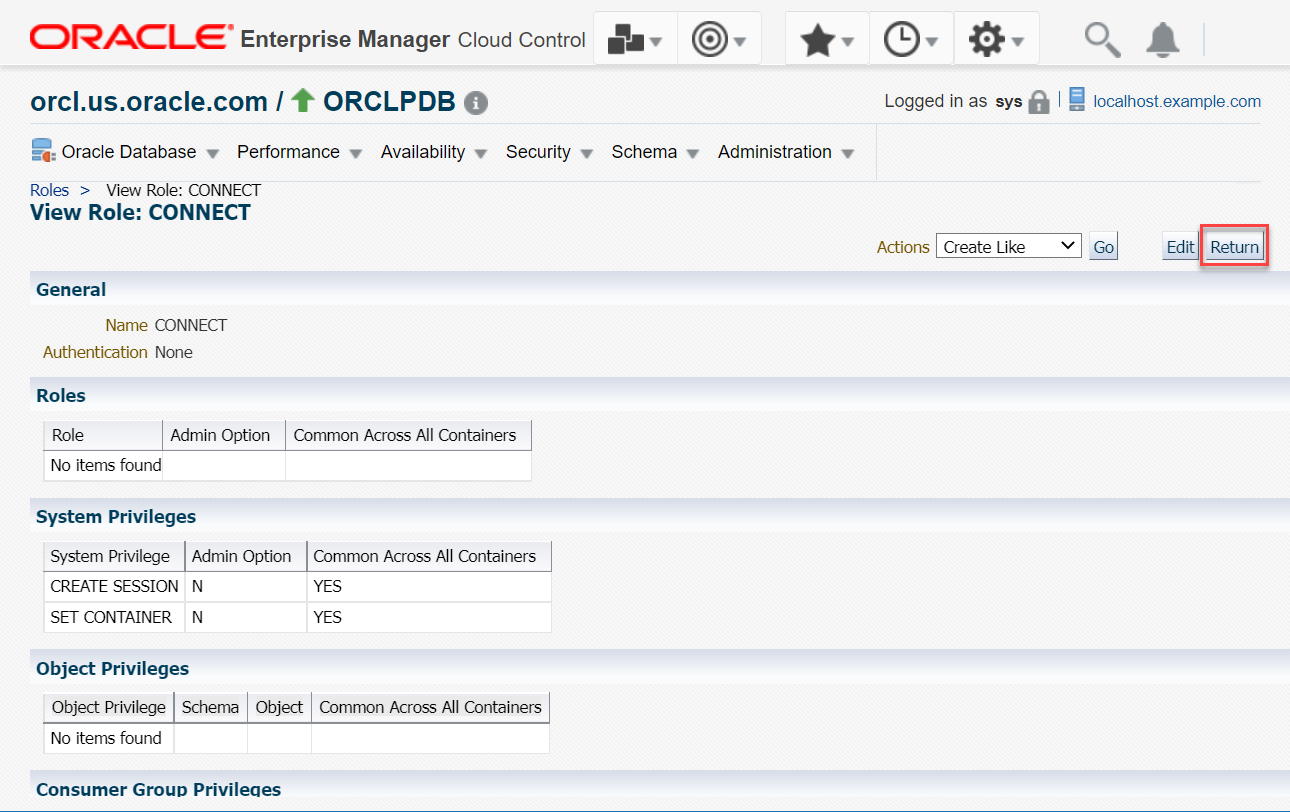 ORACLE Enterprise Manager Cloud Control
orcl.us.oracle.com / ORCLPDB
Logged in as sys | localhost.example.com
Oracle Database Performance Availability Security Schema Administration
Roles > View Role: CONNECT
View Role: CONNECT
Actions Create Like Go Edit Return
General
Name CONNECT
Authentication None
Roles
Role Admin Option Common Across All Containers
No items found
System Privileges
System Privilege Admin Option Common Across All Containers
CREATE SESSION N YES
SET CONTAINER N YES
Object Privileges
Object Privilege Schema Object Common Across All Containers
No items found
Consumer Group Privileges